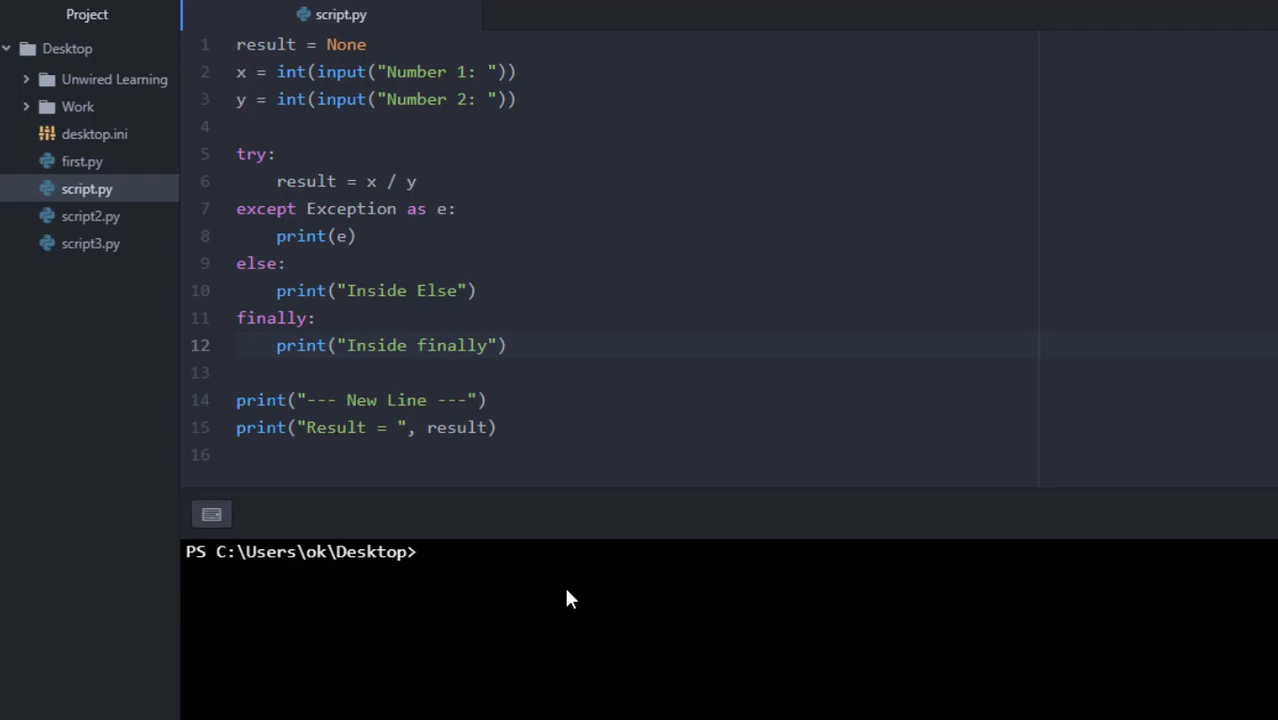 Project
Desktop
Unwired Learning
Work
desktop.ini
first.py
script.py
script2.py
script3.py
script.py
1 result = None
2 x = int(input("Number 1: "))
3 y = int(input("Number 2: "))
4
5 try:
6     result = x / y
7 except Exception as e:
8     print(e)
9 else:
10     print("Inside Else")
11 finally:
12     print("Inside finally")
13
14 print("--- New Line ---")
15 print("Result = ", result)
16
PS C:\Users\ok\Desktop>